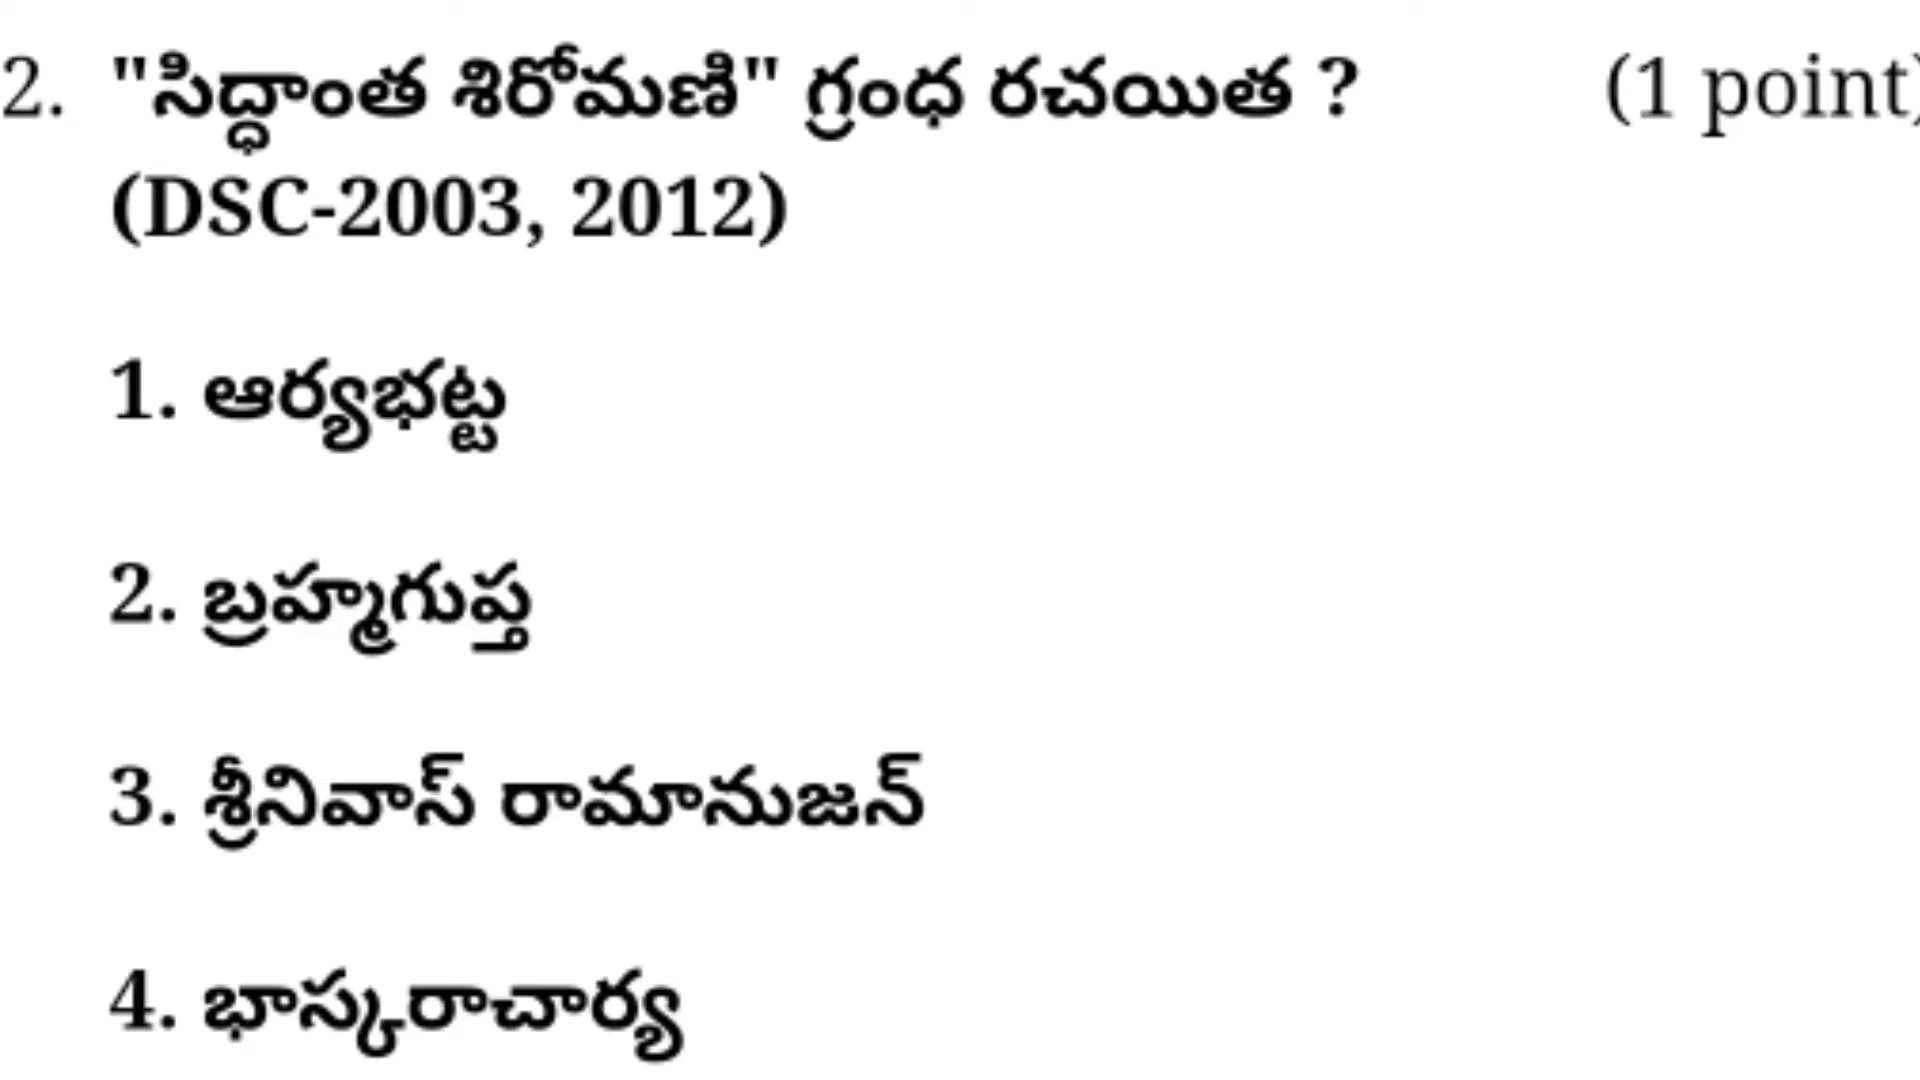 2. "సిద్ధాంత శిరోమణి" గ్రంధ రచయిత ? (1 point)
(DSC-2003, 2012)
1. ఆర్యభట్ట
2. బ్రహ్మగుప్త
3. శ్రీనివాస్ రామానుజన్
4. భాస్కరాచార్య